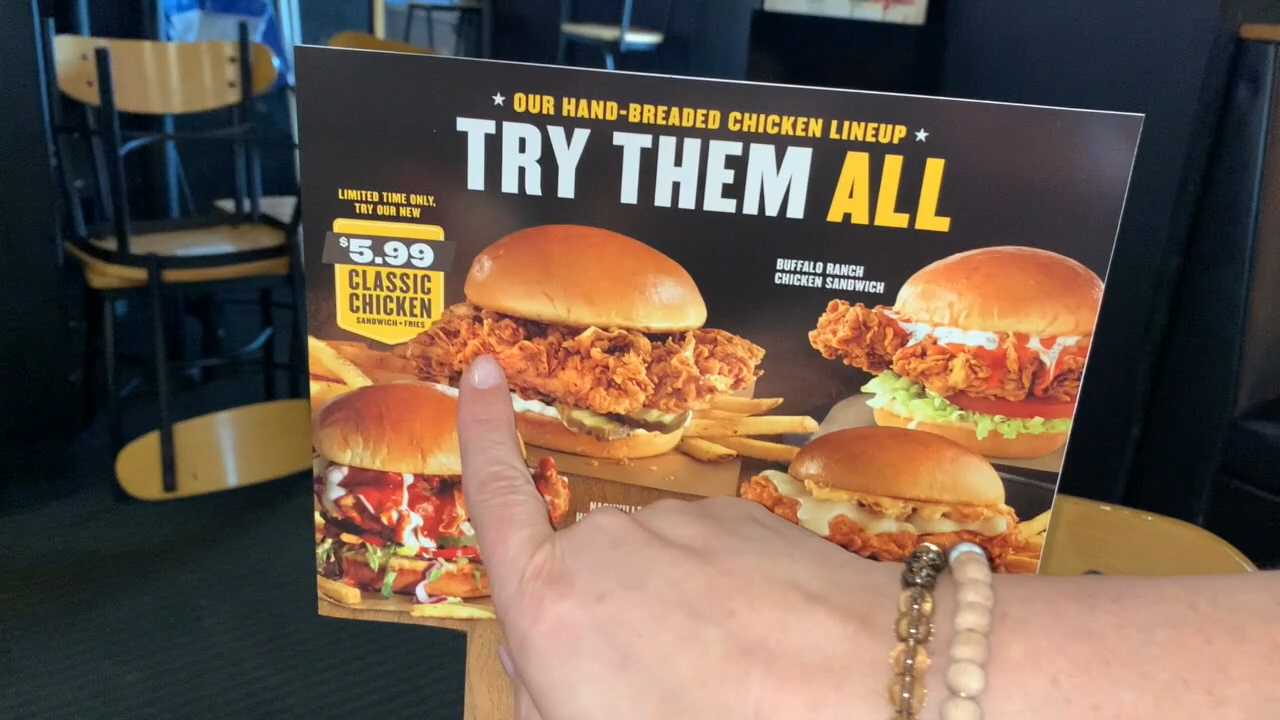 ★ OUR HAND-BREADED CHICKEN LINEUP ★
TRY THEM ALL
LIMITED TIME ONLY,
TRY OUR NEW
$5.99
CLASSIC
CHICKEN
SANDWICH + FRIES
BUFFALO RANCH
CHICKEN SANDWICH
NASHVILLE